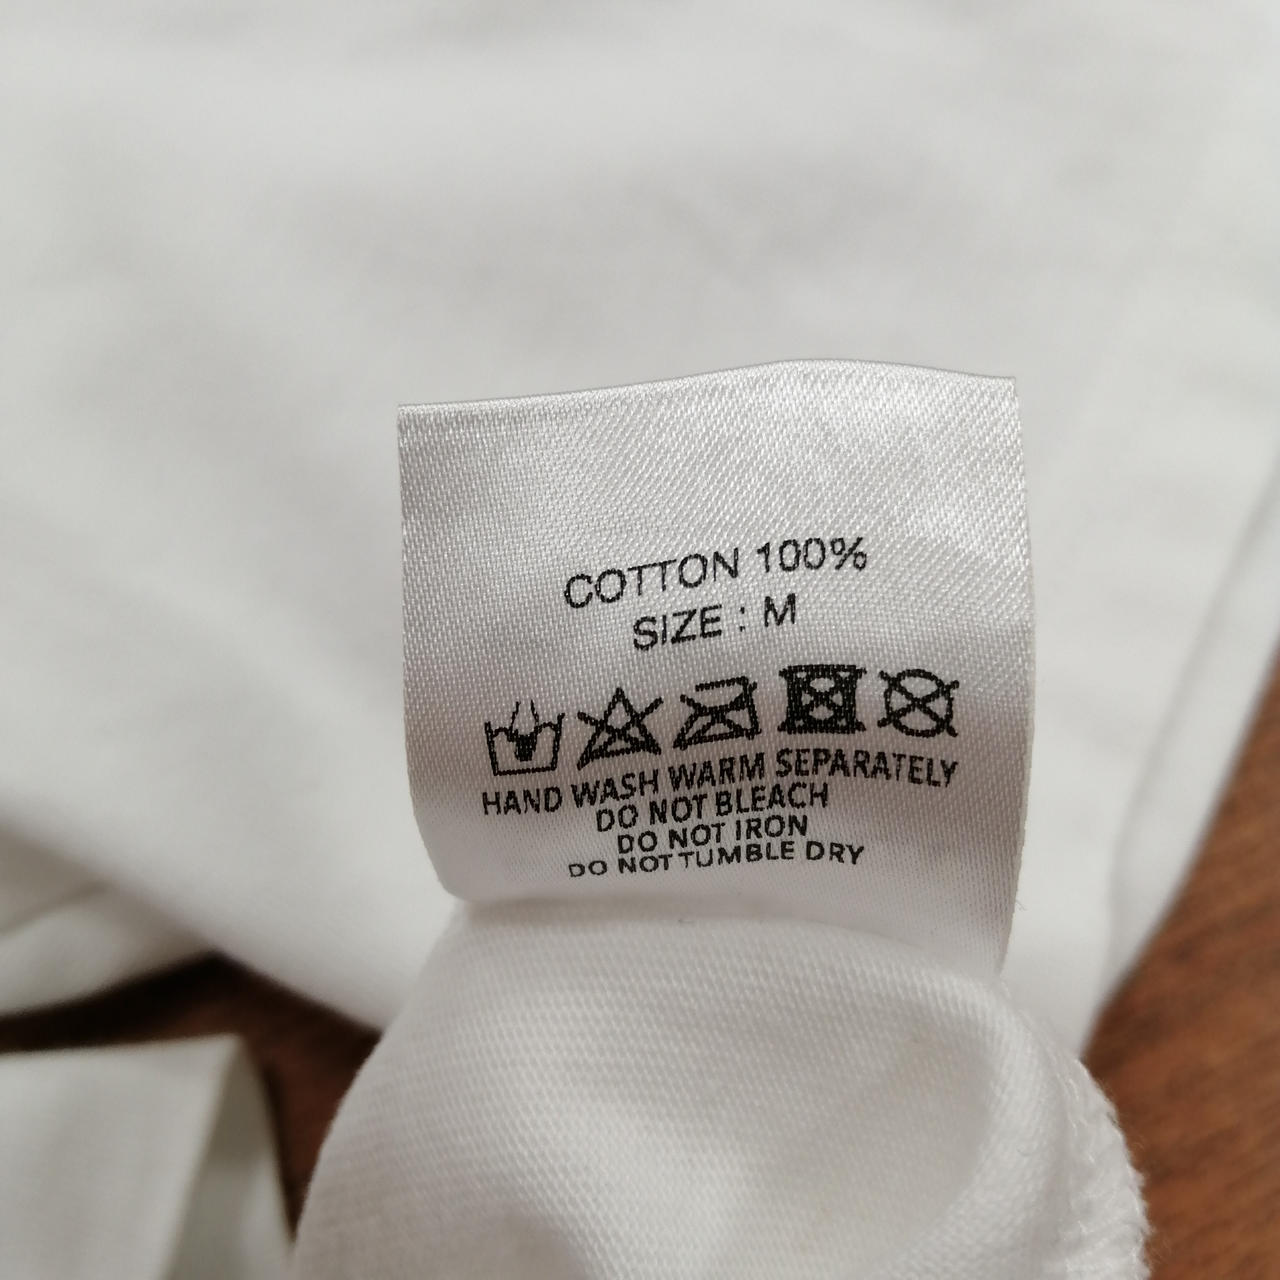 COTTON 100%
SIZE : M
HAND WASH WARM SEPARATELY
DO NOT BLEACH
DO NOT IRON
DO NOT TUMBLE DRY